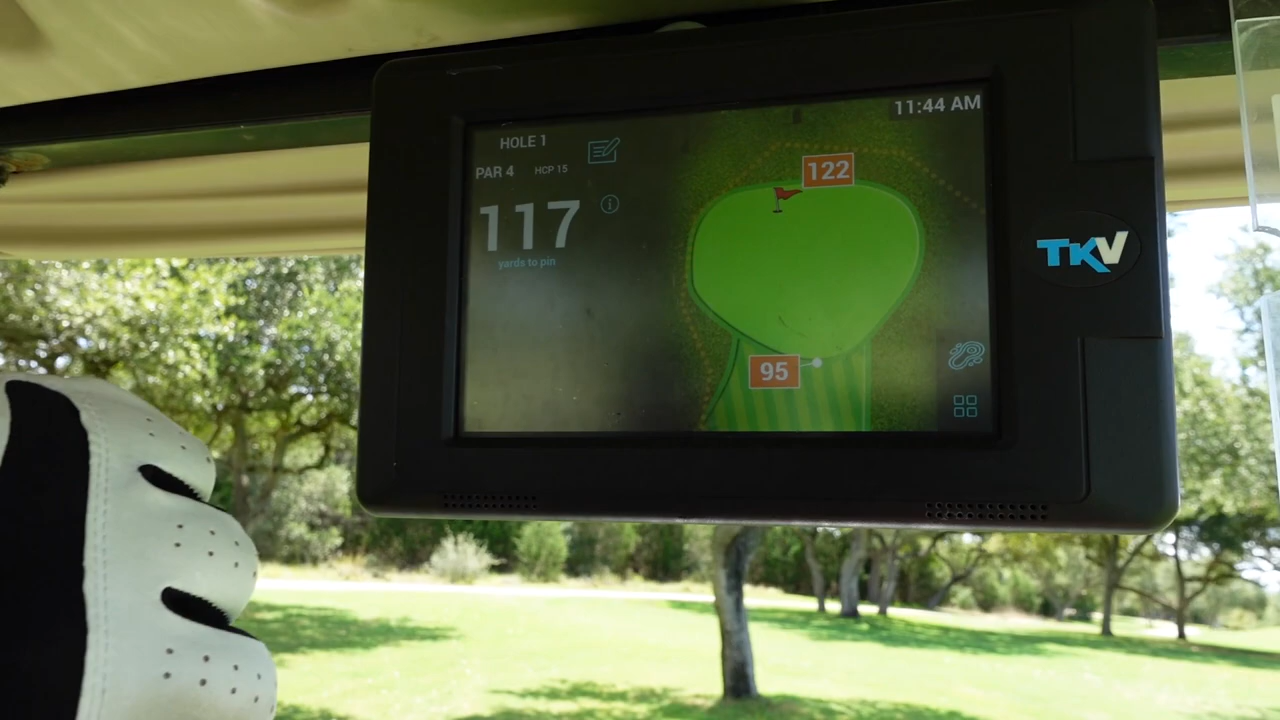 11:44 AM
HOLE 1
PAR 4 HCP 15
117
yards to pin
122
95
TKV